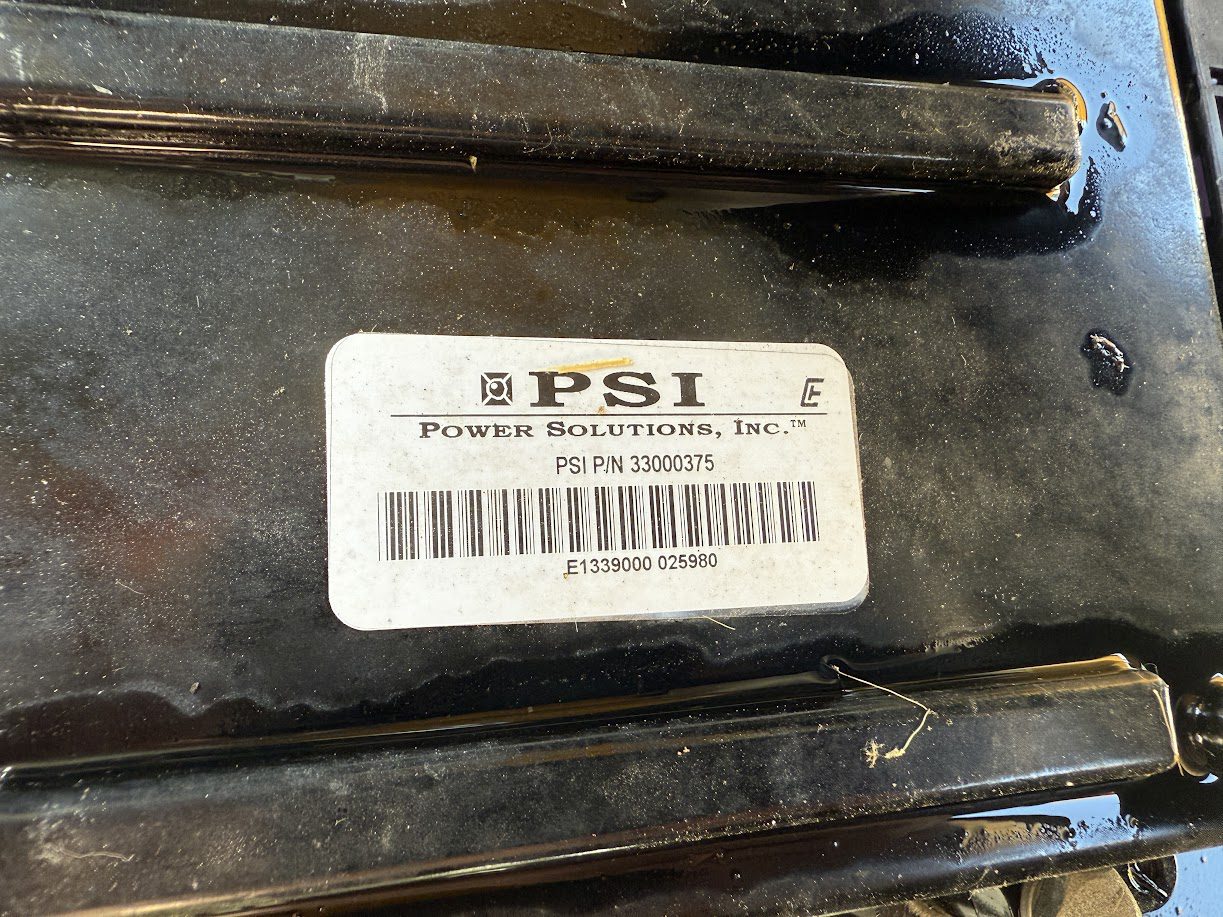 PSI E
POWER SOLUTIONS, INC.™
PSI P/N 33000375
E1339000 025980